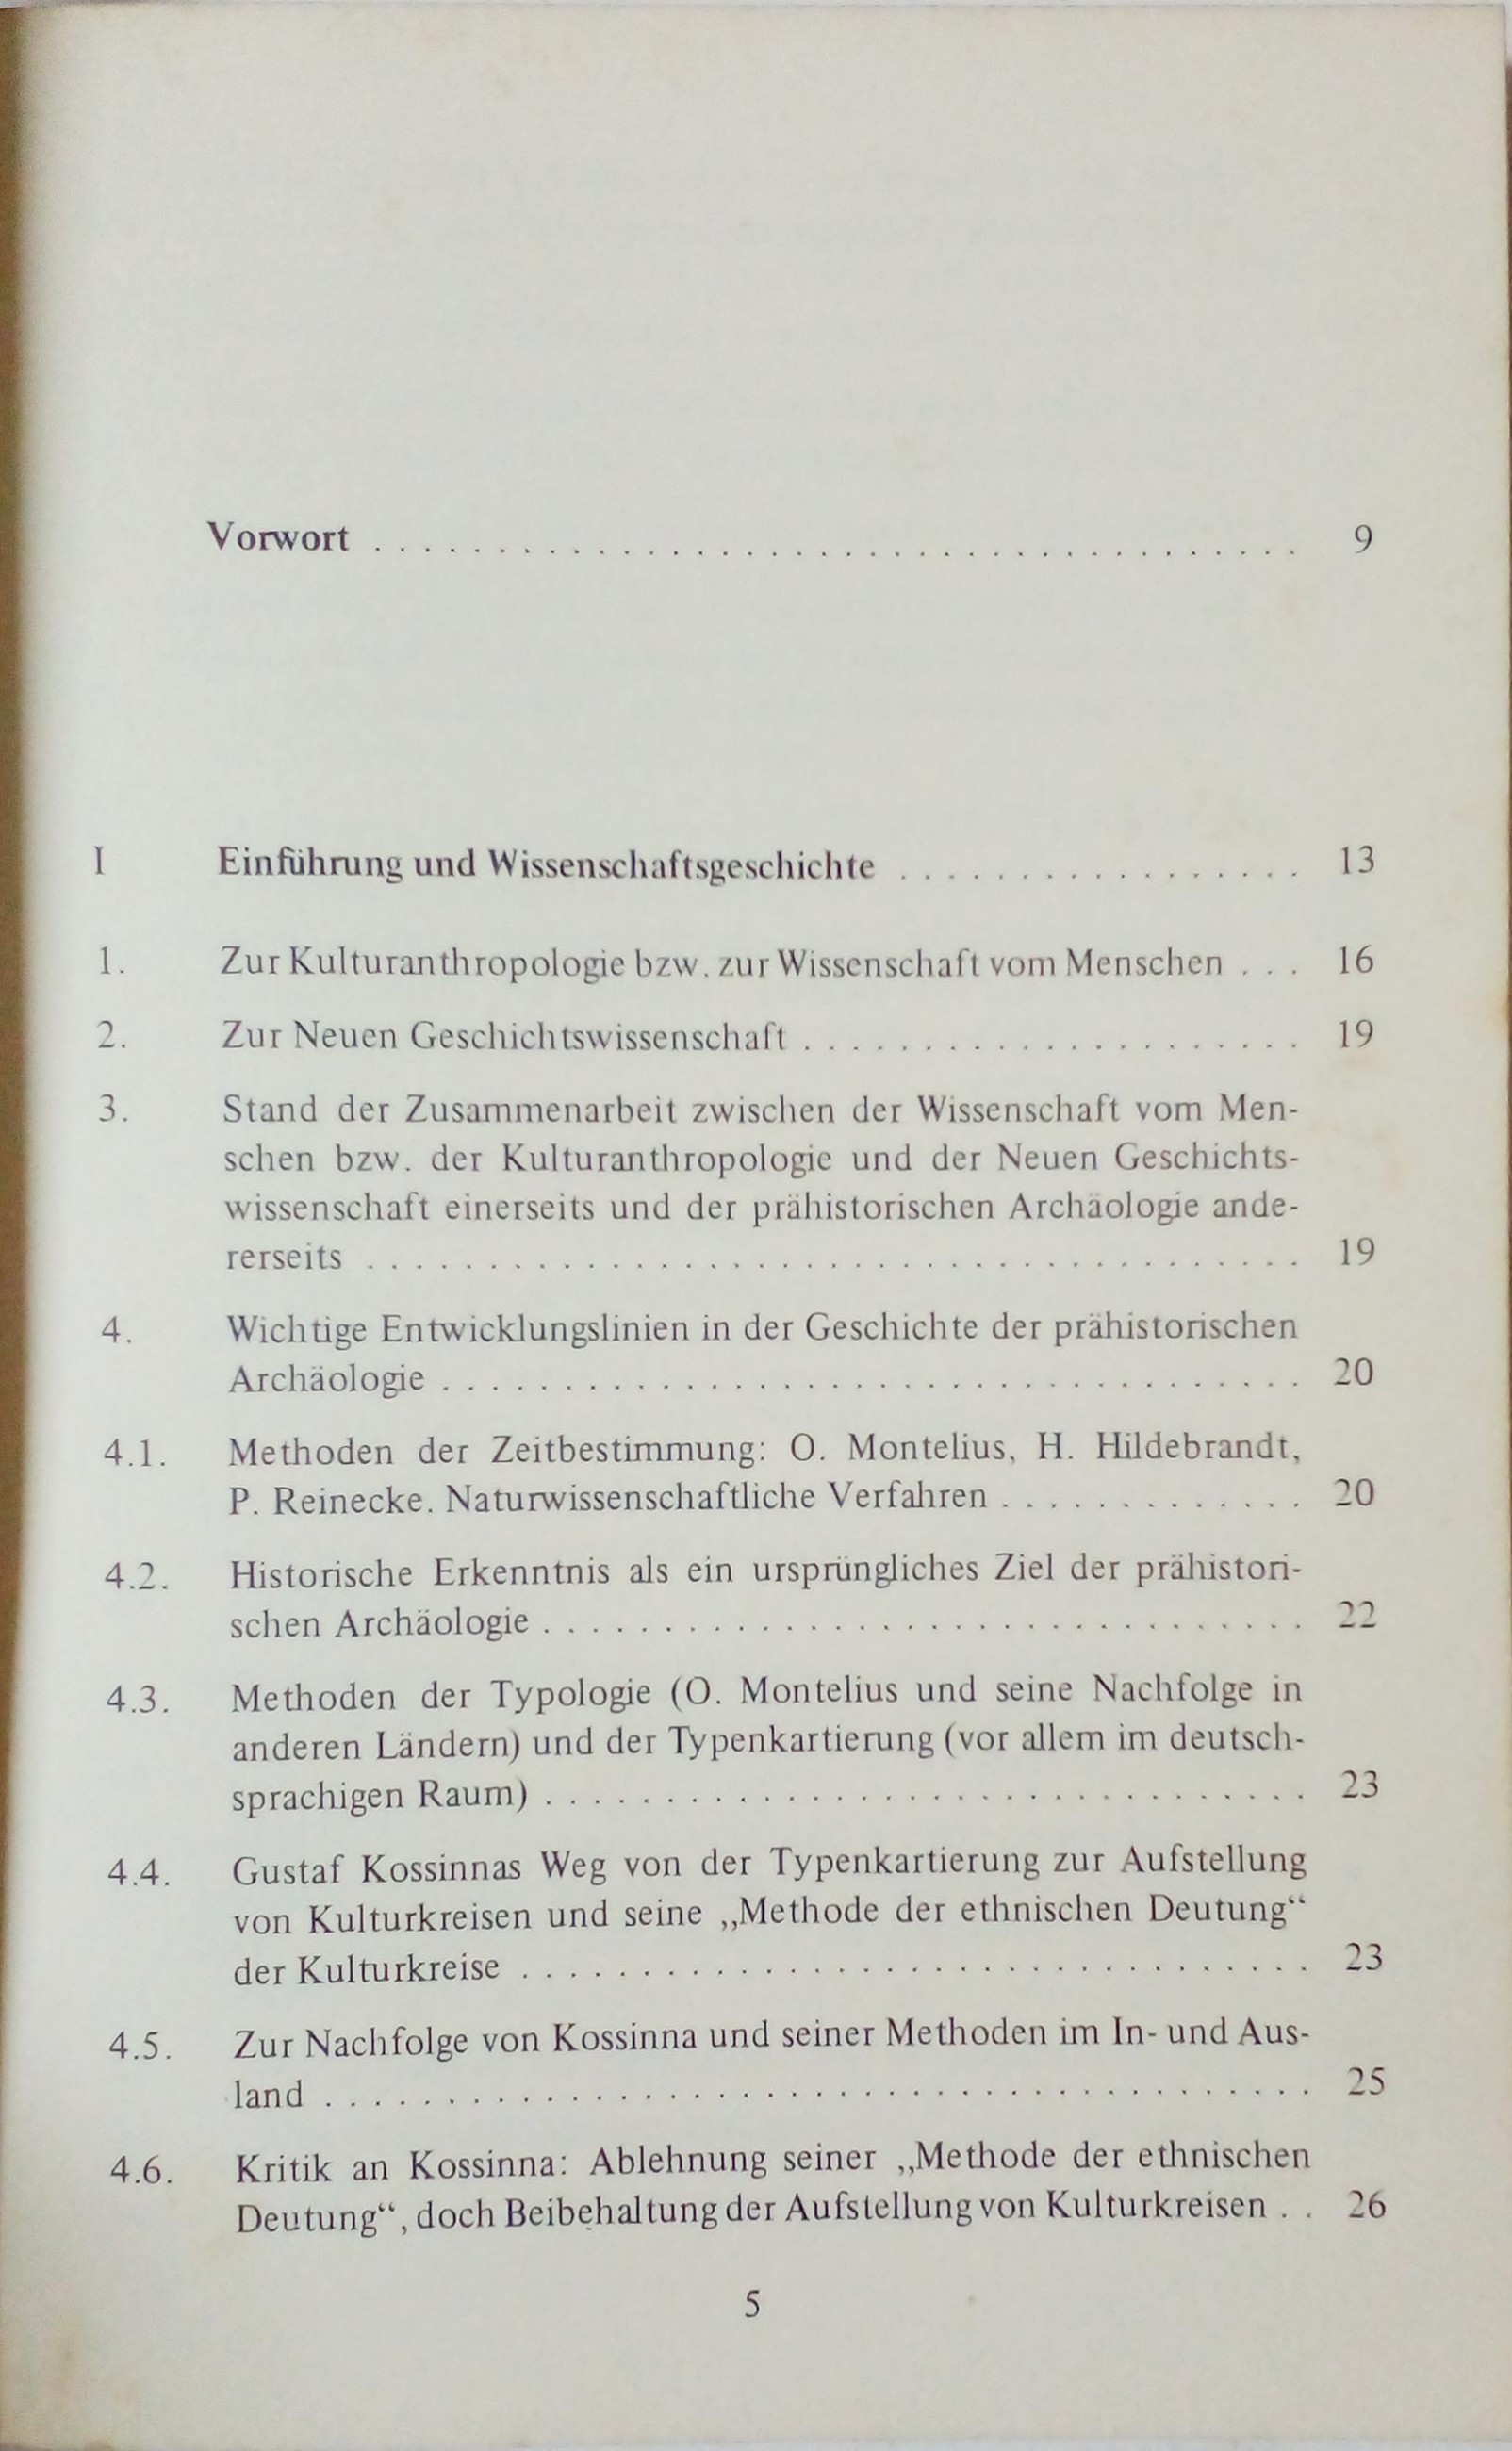 Vorwort . . . . . . . . . . . . . . . . . . . . . . . . . . . . . . . . . . . . . . 9
I Einführung und Wissenschaftsgeschichte . . . . . . . . . . . . . . . . . 13
1. Zur Kulturanthropologie bzw. zur Wissenschaft vom Menschen . . . 16
2. Zur Neuen Geschichtswissenschaft . . . . . . . . . . . . . . . . . . . . . 19
3. Stand der Zusammenarbeit zwischen der Wissenschaft vom Men-
schen bzw. der Kulturanthropologie und der Neuen Geschichts-
wissenschaft einerseits und der prähistorischen Archäologie ande-
rerseits . . . . . . . . . . . . . . . . . . . . . . . . . . . . . . . . . . . . . . . 19
4. Wichtige Entwicklungslinien in der Geschichte der prähistorischen
Archäologie . . . . . . . . . . . . . . . . . . . . . . . . . . . . . . . . . . . . 20
4.1. Methoden der Zeitbestimmung: O. Montelius, H. Hildebrandt,
P. Reinecke. Naturwissenschaftliche Verfahren . . . . . . . . . . . . . 20
4.2. Historische Erkenntnis als ein ursprüngliches Ziel der prähistori-
schen Archäologie . . . . . . . . . . . . . . . . . . . . . . . . . . . . . . . . 22
4.3. Methoden der Typologie (O. Montelius und seine Nachfolge in
anderen Ländern) und der Typenkartierung (vor allem im deutsch-
sprachigen Raum) . . . . . . . . . . . . . . . . . . . . . . . . . . . . . . . . 23
4.4. Gustaf Kossinnas Weg von der Typenkartierung zur Aufstellung
von Kulturkreisen und seine „Methode der ethnischen Deutung“
der Kulturkreise . . . . . . . . . . . . . . . . . . . . . . . . . . . . . . . . . 23
4.5. Zur Nachfolge von Kossinna und seiner Methoden im In- und Aus-
land . . . . . . . . . . . . . . . . . . . . . . . . . . . . . . . . . . . . . . . . . 25
4.6. Kritik an Kossinna: Ablehnung seiner „Methode der ethnischen
Deutung“, doch Beibehaltung der Aufstellung von Kulturkreisen . . 26
5